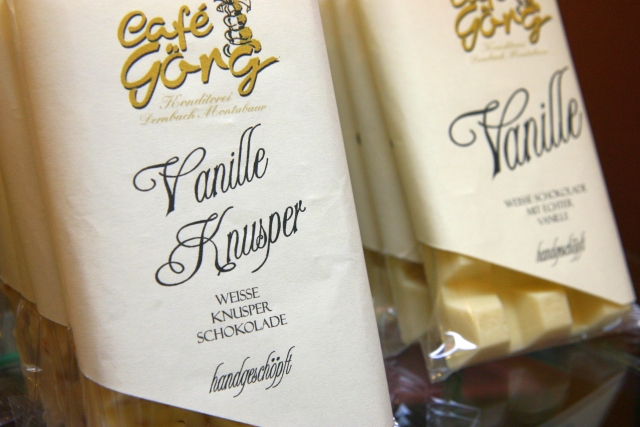 Café
Görg
Konditorei
Dernbach Montabaur
Vanille
Knusper
WEISSE
KNUSPER
SCHOKOLADE
handgeschöpft
Görg
Konditorei
Vanille
WEISSE SCHOKOLADE
MIT ECHTER
VANILLE
handgeschöpft